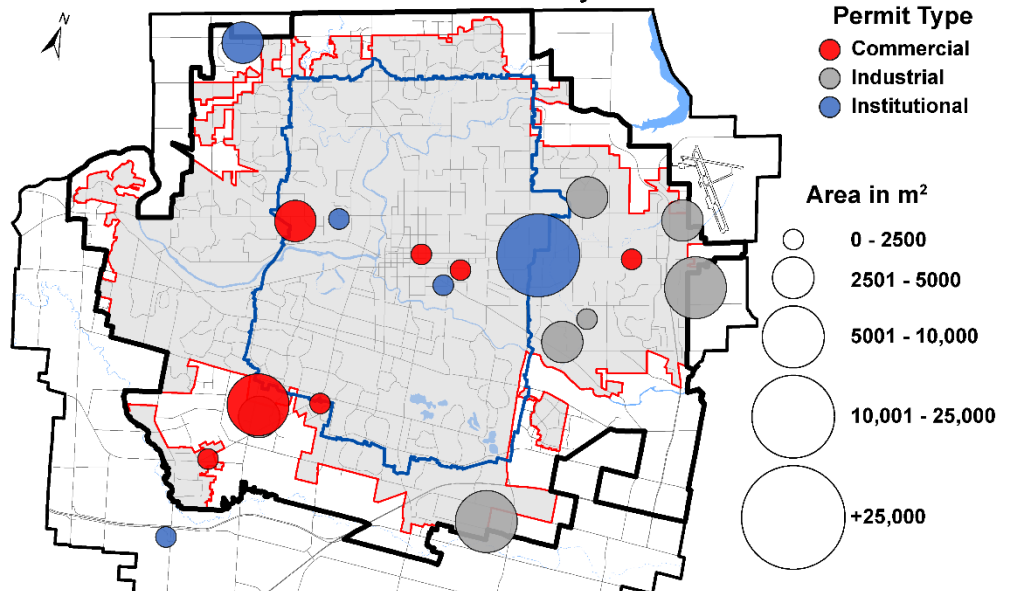 N
Permit Type
Commercial
Industrial
Institutional
Area in m²
0 - 2500
2501 - 5000
5001 - 10,000
10,001 - 25,000
+25,000